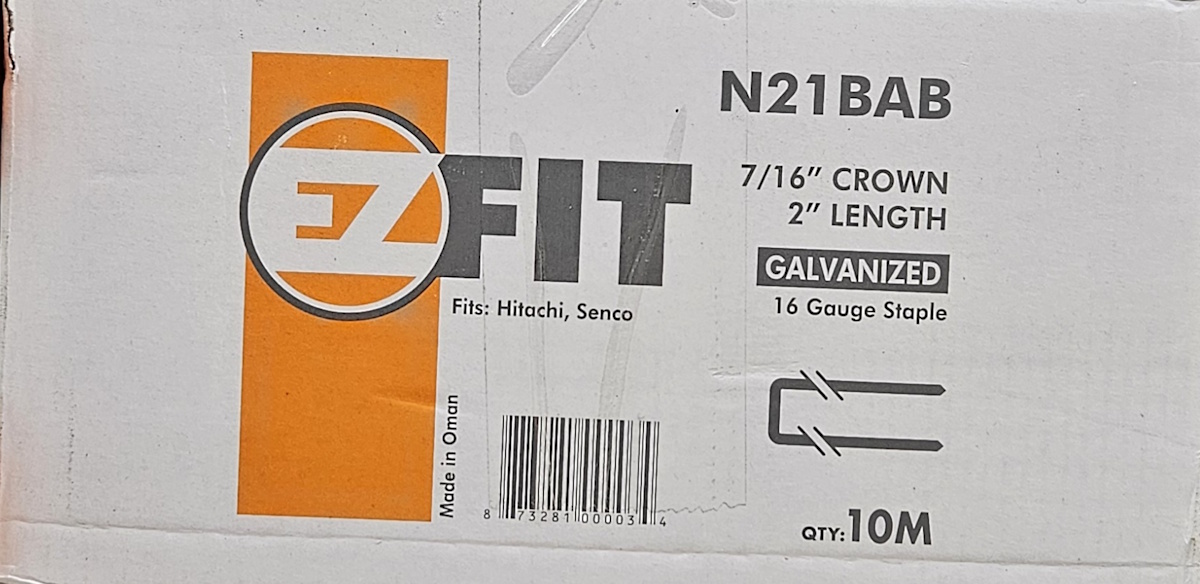 N21BAB
EZ FIT
7/16" CROWN
2" LENGTH
GALVANIZED
16 Gauge Staple
Fits: Hitachi, Senco
Made in Oman
8 73281 00003 4
QTY: 10M